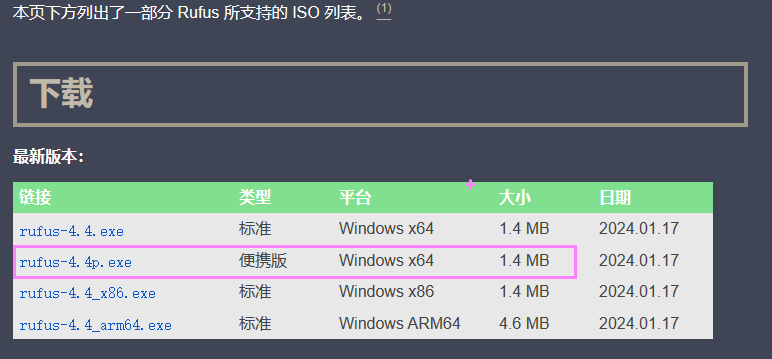 本页下方列出了一部分 Rufus 所支持的 ISO 列表。 (1)
下载
最新版本：
链接 类型 平台 大小 日期
rufus-4.4.exe 标准 Windows x64 1.4 MB 2024.01.17
rufus-4.4p.exe 便携版 Windows x64 1.4 MB 2024.01.17
rufus-4.4_x86.exe 标准 Windows x86 1.4 MB 2024.01.17
rufus-4.4_arm64.exe 标准 Windows ARM64 4.6 MB 2024.01.17